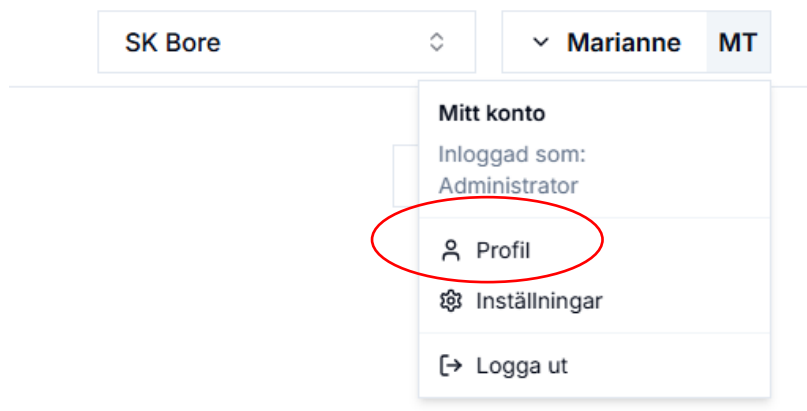 SK Bore
Marianne MT
Mitt konto
Inloggad som:
Administrator
Profil
Inställningar
Logga ut